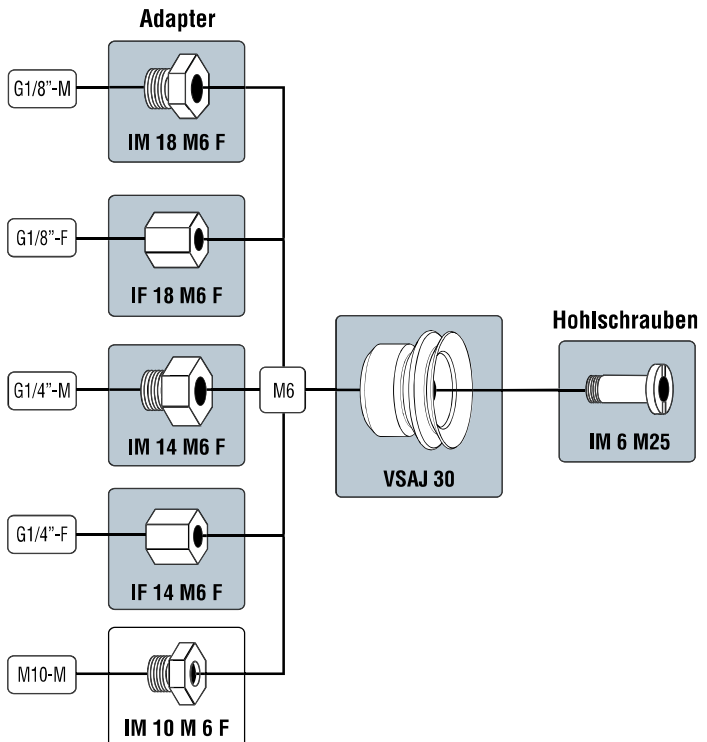 Adapter
G1/8"-M
IM 18 M6 F
G1/8"-F
IF 18 M6 F
G1/4"-M
IM 14 M6 F
G1/4"-F
IF 14 M6 F
M10-M
IM 10 M 6 F
M6
VSAJ 30
Hohlschrauben
IM 6 M25